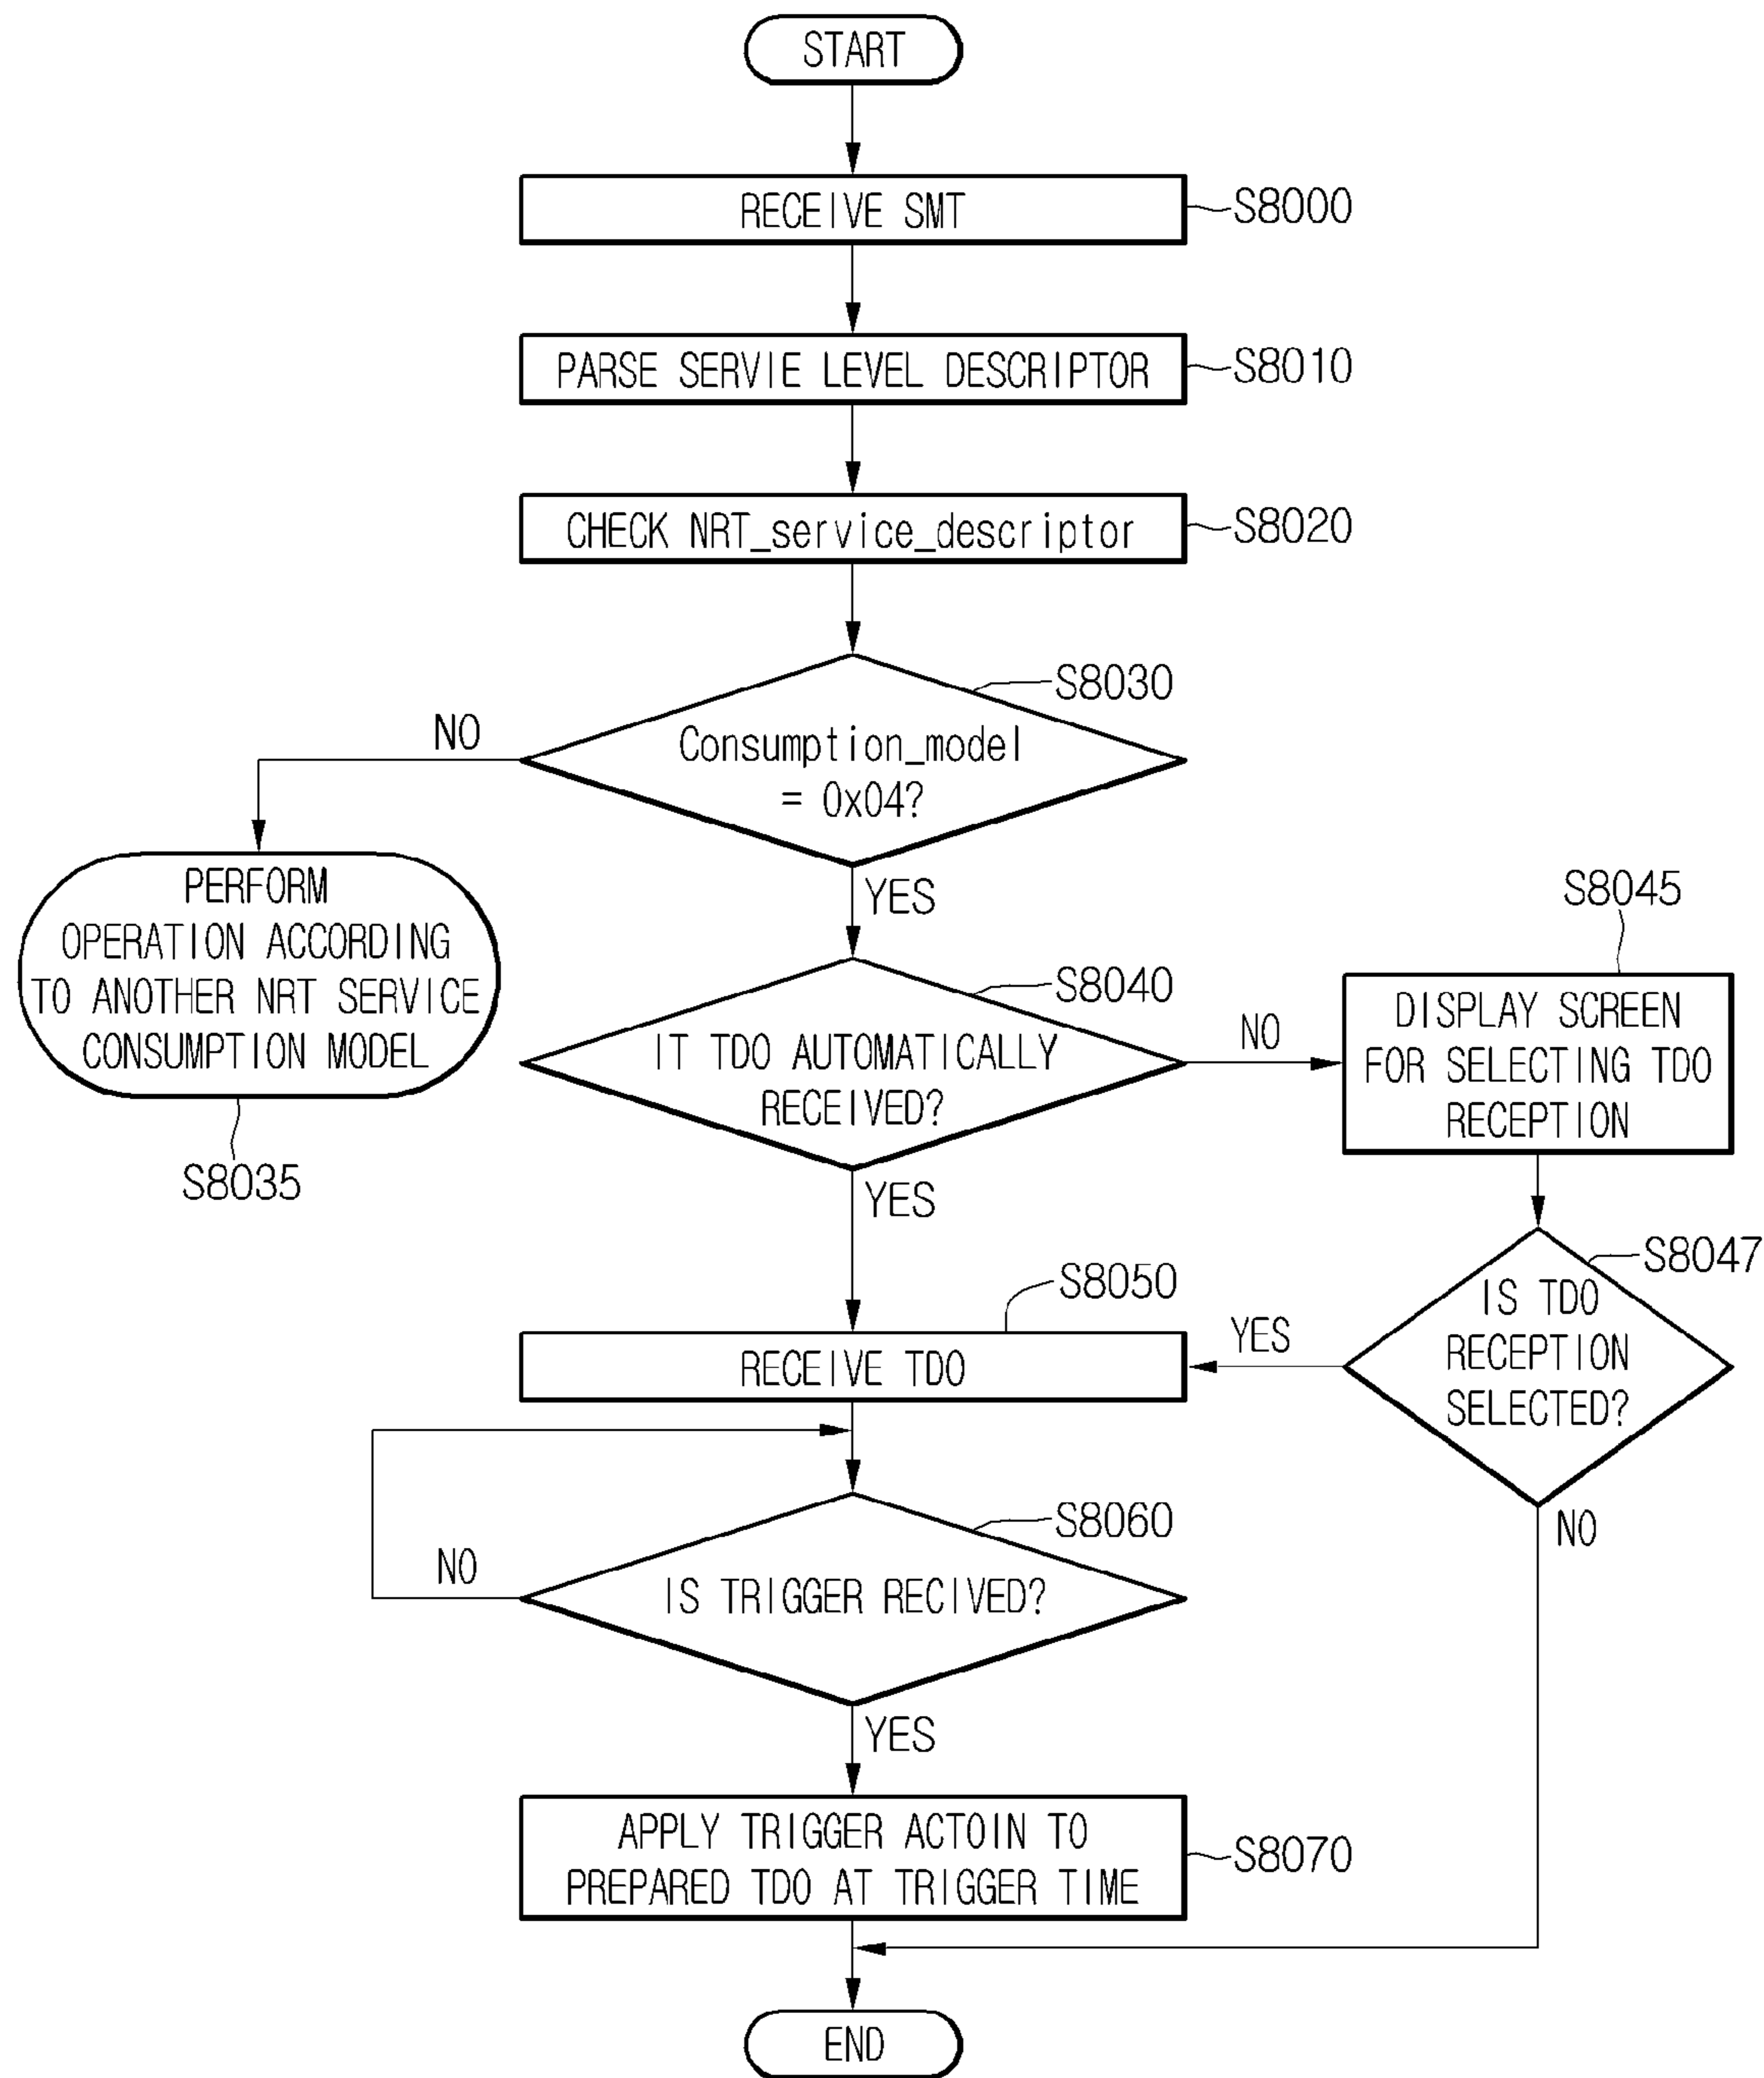 START
RECEIVE SMT
S8000
PARSE SERVIE LEVEL DESCRIPTOR
S8010
CHECK NRT_service_descriptor
S8020
S8030
Consumption_model
= 0x04?
NO
YES
PERFORM
OPERATION ACCORDING
TO ANOTHER NRT SERVICE
CONSUMPTION MODEL
S8035
S8040
IT TDO AUTOMATICALLY
RECEIVED?
NO
YES
S8045
DISPLAY SCREEN
FOR SELECTING TDO
RECEPTION
S8047
IS TDO
RECEPTION
SELECTED?
YES
NO
S8050
RECEIVE TDO
S8060
IS TRIGGER RECIVED?
NO
YES
APPLY TRIGGER ACTOIN TO
PREPARED TDO AT TRIGGER TIME
S8070
END